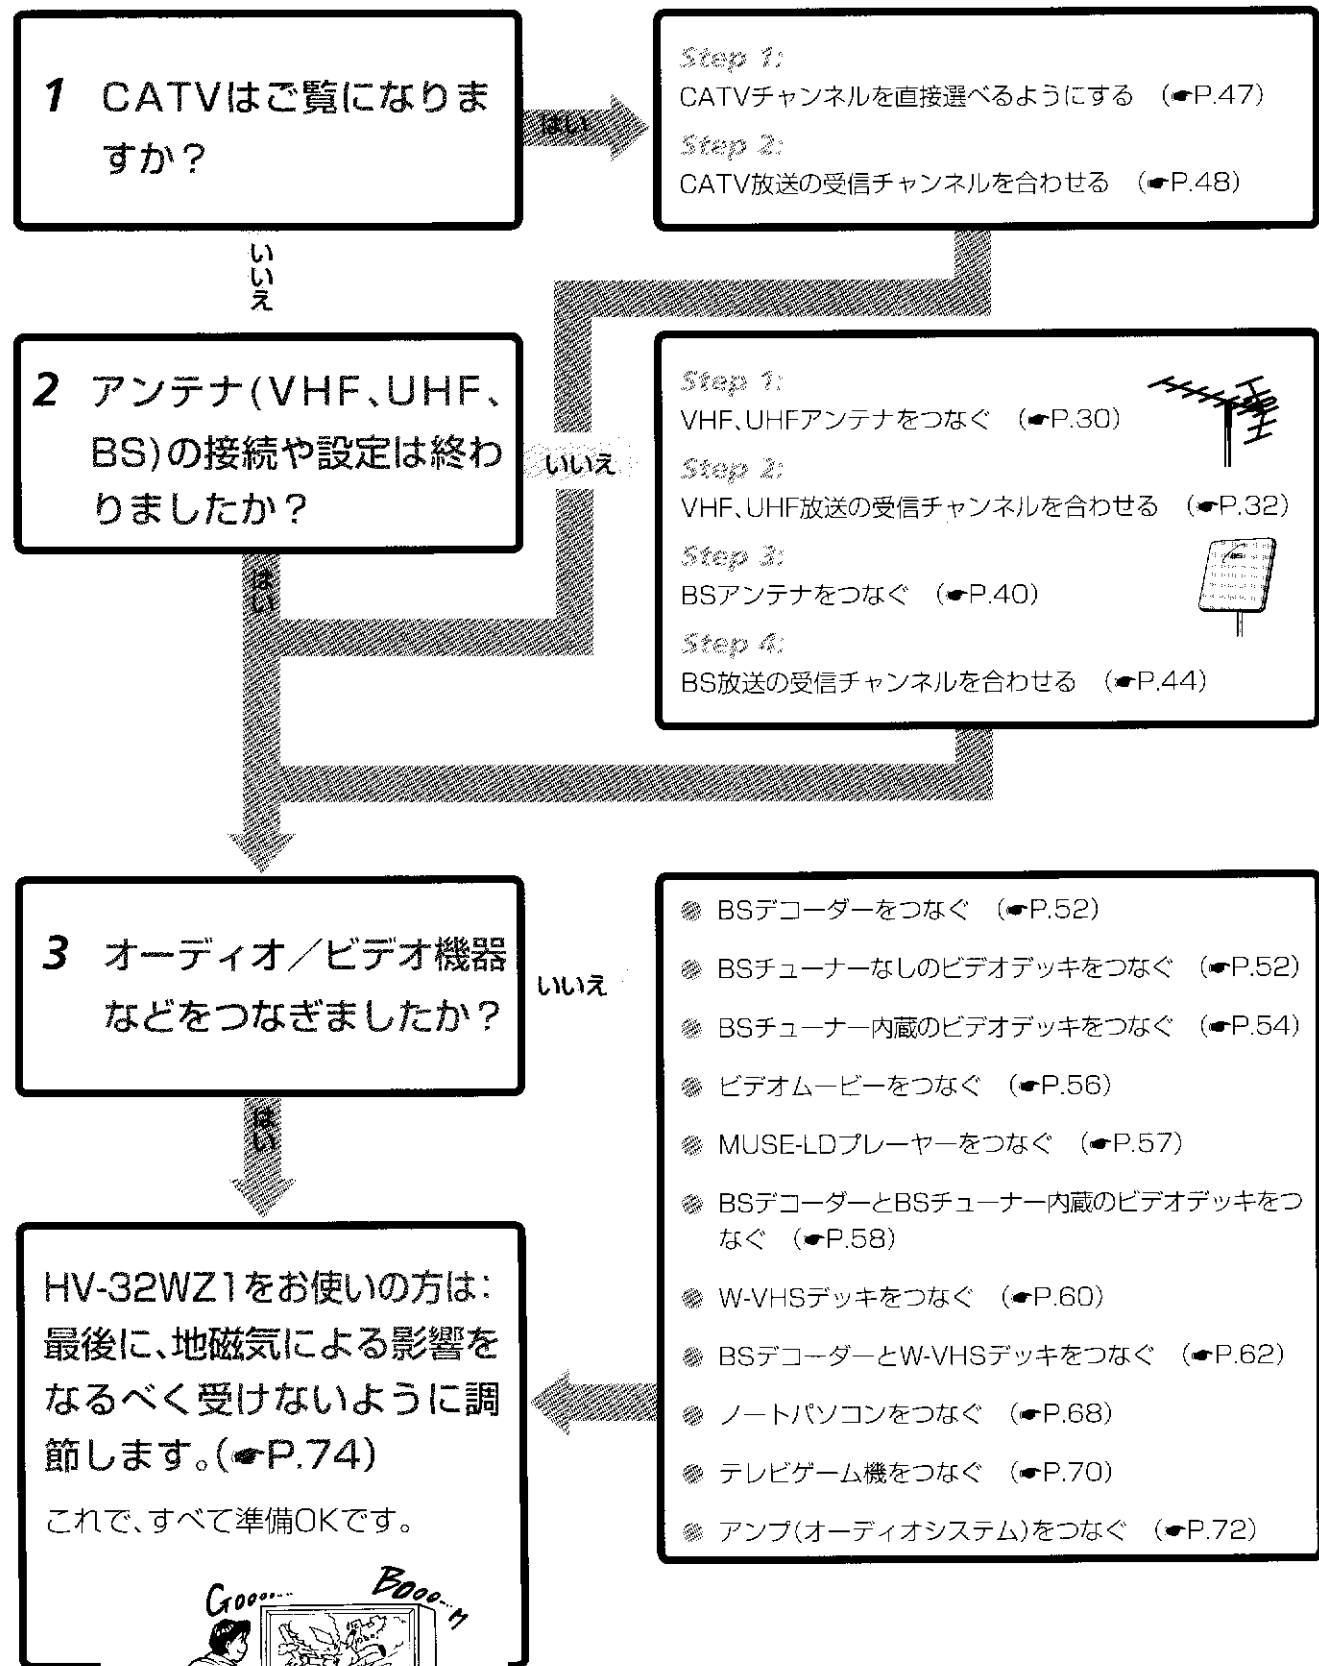 1 CATVはご覧になりま
すか？
はい
Step 1:
CATVチャンネルを直接選べるようにする (☛P.47)
Step 2:
CATV放送の受信チャンネルを合わせる (☛P.48)
いいえ
2 アンテナ(VHF、UHF、
BS)の接続や設定は終わ
りましたか？
いいえ
Step 1:
VHF、UHFアンテナをつなぐ (☛P.30)
Step 2:
VHF、UHF放送の受信チャンネルを合わせる (☛P.32)
Step 3:
BSアンテナをつなぐ (☛P.40)
Step 4:
BS放送の受信チャンネルを合わせる (☛P.44)
はい
3 オーディオ／ビデオ機器
などをつなぎましたか？
いいえ
● BSデコーダーをつなぐ (☛P.52)
● BSチューナーなしのビデオデッキをつなぐ (☛P.52)
● BSチューナー内蔵のビデオデッキをつなぐ (☛P.54)
● ビデオムービーをつなぐ (☛P.56)
● MUSE-LDプレーヤーをつなぐ (☛P.57)
● BSデコーダーとBSチューナー内蔵のビデオデッキをつ
なぐ (☛P.58)
● W-VHSデッキをつなぐ (☛P.60)
● BSデコーダーとW-VHSデッキをつなぐ (☛P.62)
● ノートパソコンをつなぐ (☛P.68)
● テレビゲーム機をつなぐ (☛P.70)
● アンプ(オーディオシステム)をつなぐ (☛P.72)
はい
HV-32WZ1をお使いの方は:
最後に、地磁気による影響を
なるべく受けないように調
節します。(☛P.74)
これで、すべて準備OKです。
Gooo.....
Booo...m